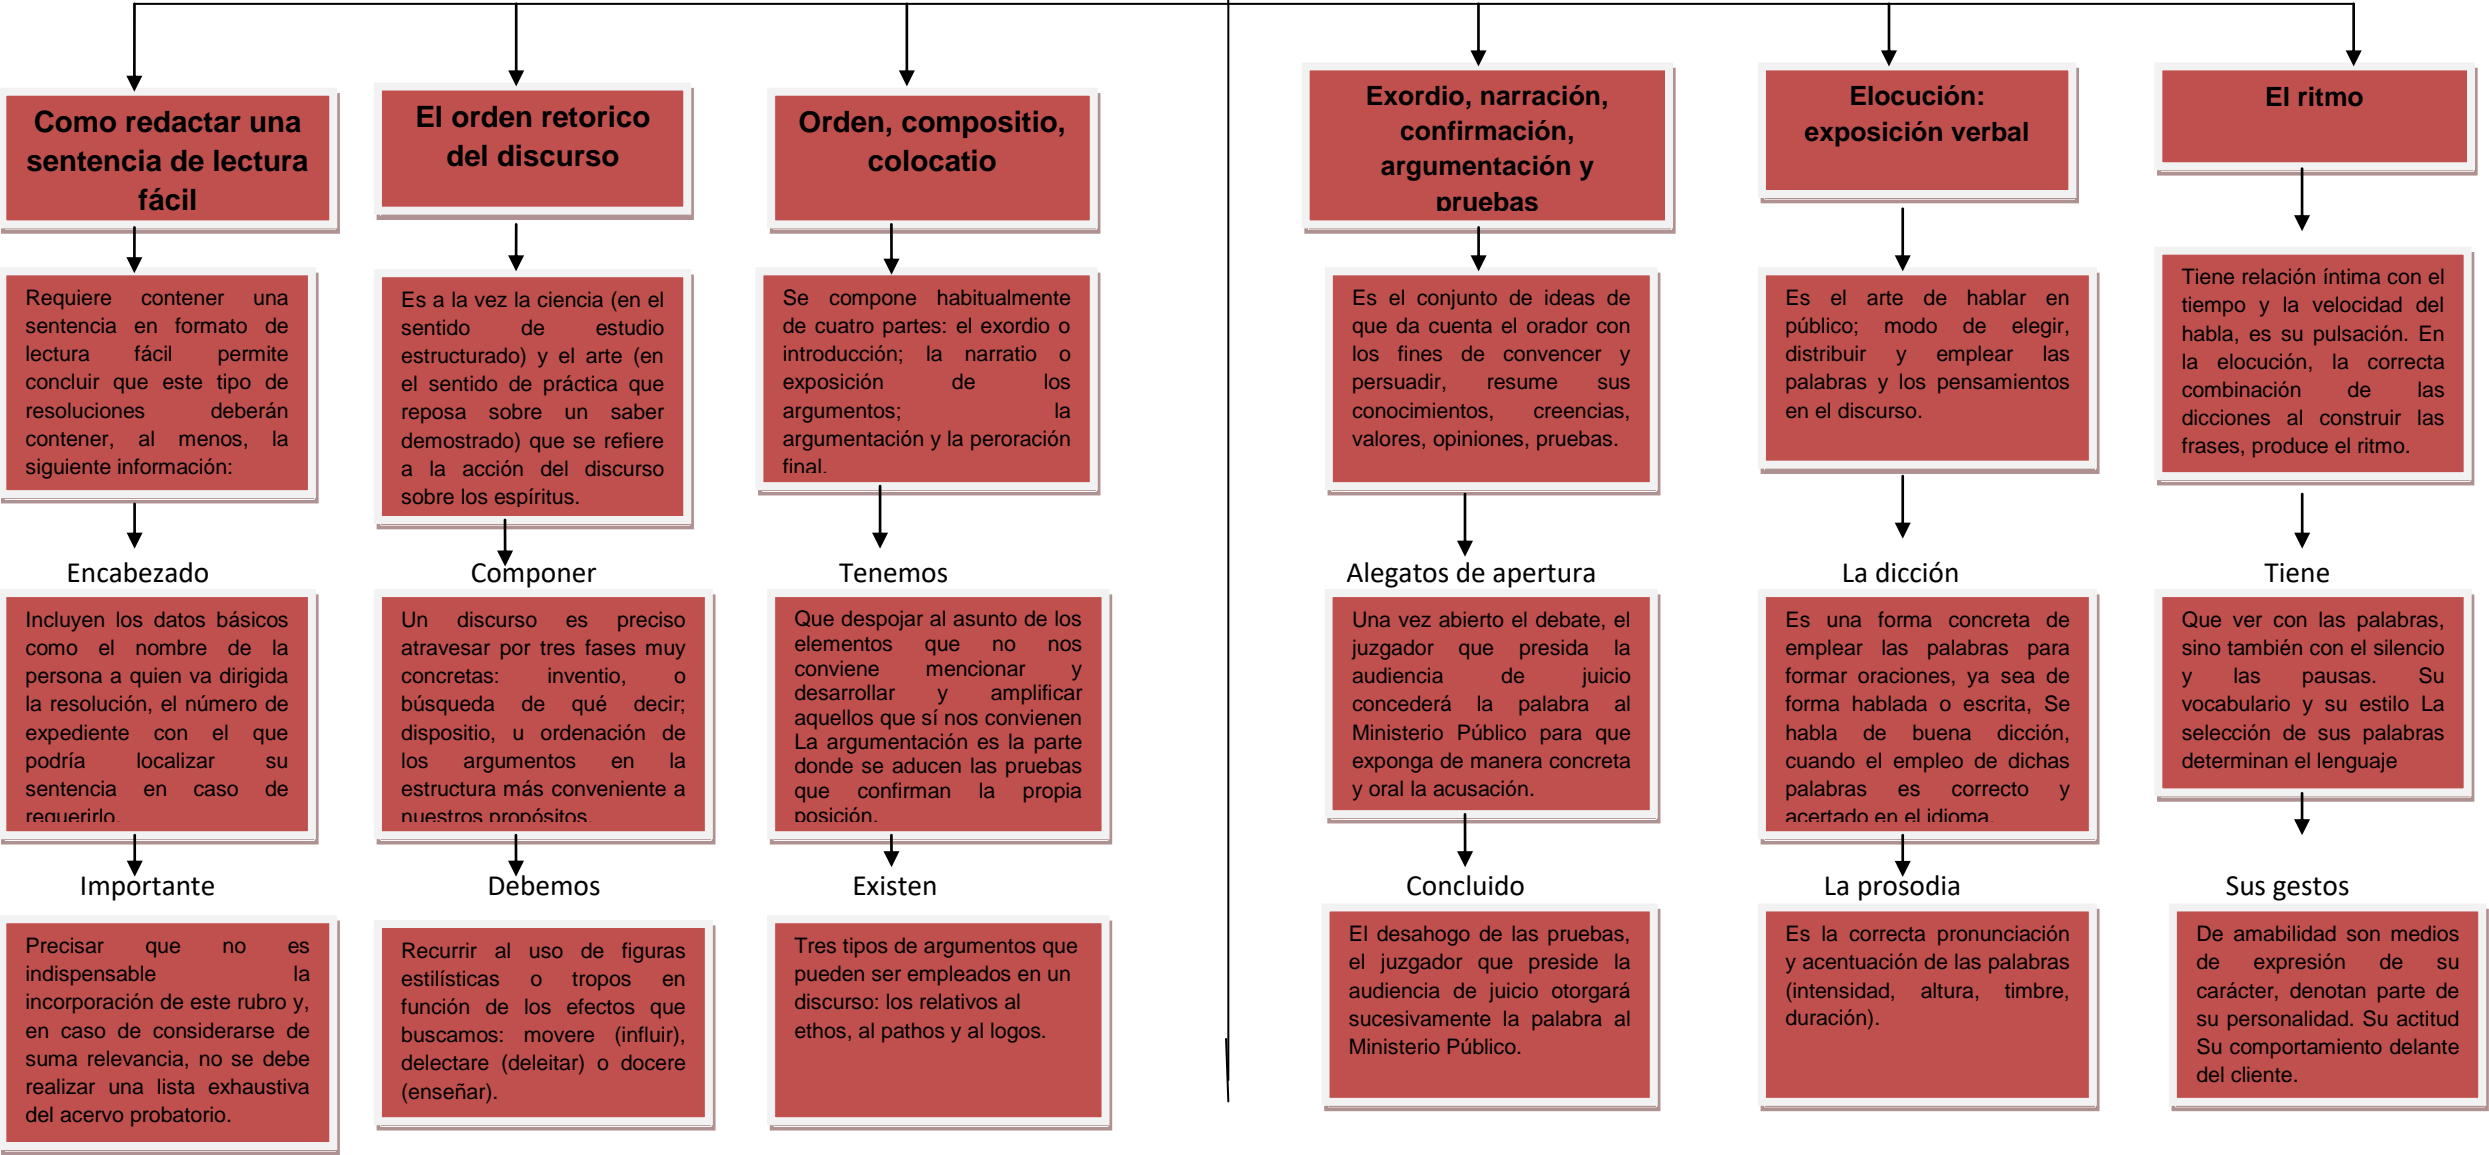 Como redactar una
sentencia de lectura
fácil
Requiere contener una
sentencia en formato de
lectura fácil permite
concluir que este tipo de
resoluciones deberán
contener, al menos, la
siguiente información:
Encabezado
Incluyen los datos básicos
como el nombre de la
persona a quien va dirigida
la resolución, el número de
expediente con el que
podría localizar su
sentencia en caso de
requerirlo.
Importante
Precisar que no es
indispensable la
incorporación de este rubro y,
en caso de considerarse de
suma relevancia, no se debe
realizar una lista exhaustiva
del acervo probatorio.
El orden retorico
del discurso
Es a la vez la ciencia (en el
sentido de estudio
estructurado) y el arte (en
el sentido de práctica que
reposa sobre un saber
demostrado) que se refiere
a la acción del discurso
sobre los espíritus.
Componer
Un discurso es preciso
atravesar por tres fases muy
concretas: inventio, o
búsqueda de qué decir;
dispositio, u ordenación de
los argumentos en la
estructura más conveniente a
nuestros propósitos.
Debemos
Recurrir al uso de figuras
estilísticas o tropos en
función de los efectos que
buscamos: movere (influir),
delectare (deleitar) o docere
(enseñar).
Orden, compositio,
colocatio
Se compone habitualmente
de cuatro partes: el exordio o
introducción; la narratio o
exposición de los
argumentos; la
argumentación y la peroración
final.
Tenemos
Que despojar al asunto de los
elementos que no nos
conviene mencionar y
desarrollar y amplificar
aquellos que sí nos convienen
La argumentación es la parte
donde se aducen las pruebas
que confirman la propia
posición.
Existen
Tres tipos de argumentos que
pueden ser empleados en un
discurso: los relativos al
ethos, al pathos y al logos.
Exordio, narración,
confirmación,
argumentación y
pruebas
Es el conjunto de ideas de
que da cuenta el orador con
los fines de convencer y
persuadir, resume sus
conocimientos, creencias,
valores, opiniones, pruebas.
Alegatos de apertura
Una vez abierto el debate, el
juzgador que presida la
audiencia de juicio
concederá la palabra al
Ministerio Público para que
exponga de manera concreta
y oral la acusación.
Concluido
El desahogo de las pruebas,
el juzgador que preside la
audiencia de juicio otorgará
sucesivamente la palabra al
Ministerio Público.
Elocución:
exposición verbal
Es el arte de hablar en
público; modo de elegir,
distribuir y emplear las
palabras y los pensamientos
en el discurso.
La dicción
Es una forma concreta de
emplear las palabras para
formar oraciones, ya sea de
forma hablada o escrita, Se
habla de buena dicción,
cuando el empleo de dichas
palabras es correcto y
acertado en el idioma.
La prosodia
Es la correcta pronunciación
y acentuación de las palabras
(intensidad, altura, timbre,
duración).
El ritmo
Tiene relación íntima con el
tiempo y la velocidad del
habla, es su pulsación. En
la elocución, la correcta
combinación de las
dicciones al construir las
frases, produce el ritmo.
Tiene
Que ver con las palabras,
sino también con el silencio
y las pausas. Su
vocabulario y su estilo La
selección de sus palabras
determinan el lenguaje
Sus gestos
De amabilidad son medios
de expresión de su
carácter, denotan parte de
su personalidad. Su actitud
Su comportamiento delante
del cliente.